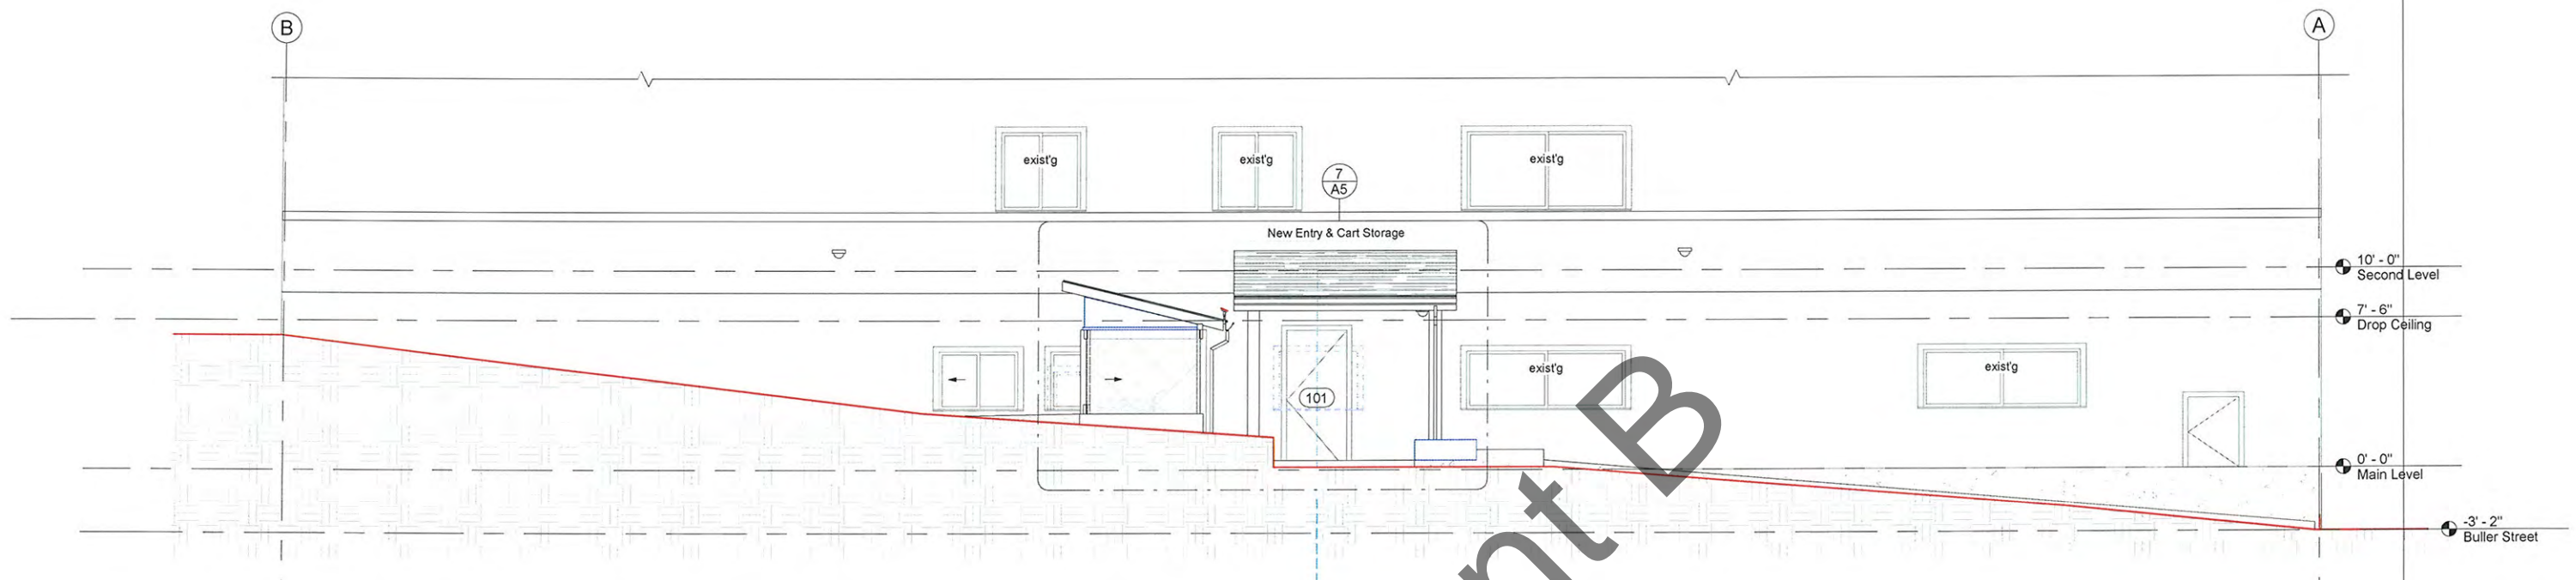 B
A
exist'g
exist'g
exist'g
7
A5
New Entry & Cart Storage
10' - 0"
Second Level
7' - 6"
Drop Ceiling
exist'g
exist'g
101
0' - 0"
Main Level
-3' - 2"
Buller Street
nt B